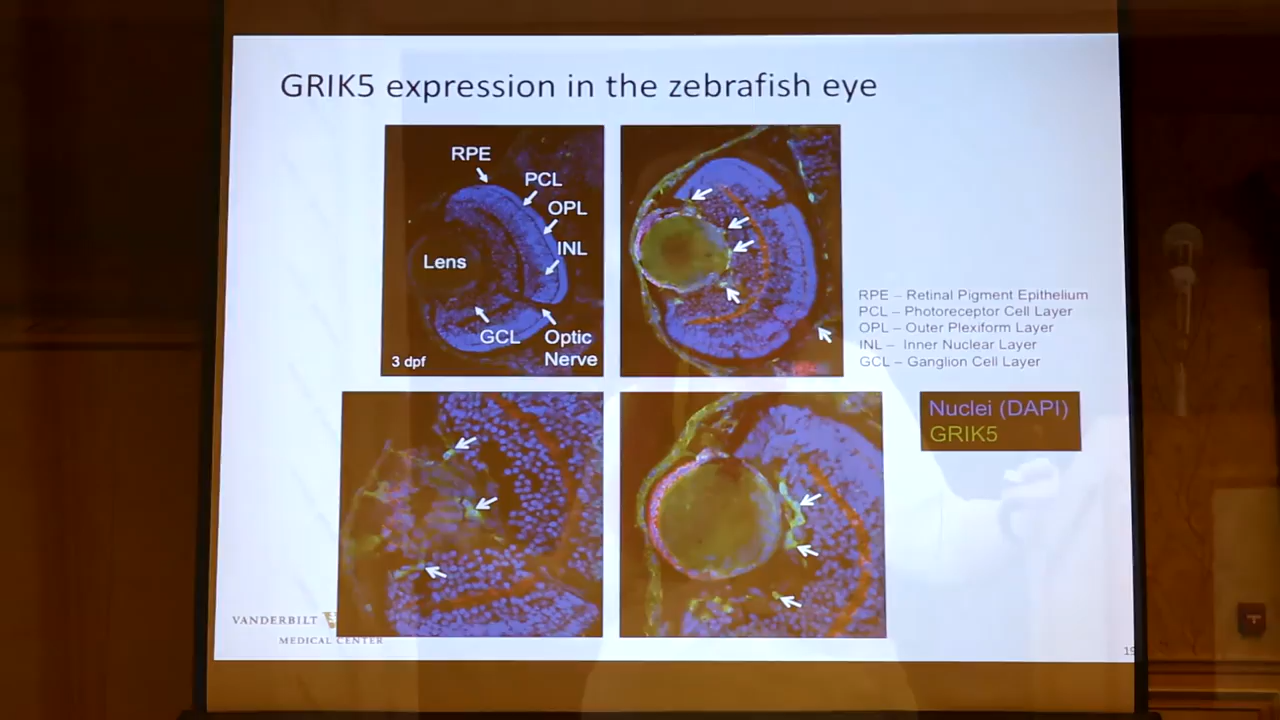 GRIK5 expression in the zebrafish eye
RPE
PCL
OPL
INL
Lens
GCL
Optic
Nerve
3 dpf
RPE – Retinal Pigment Epithelium
PCL – Photoreceptor Cell Layer
OPL – Outer Plexiform Layer
INL – Inner Nuclear Layer
GCL – Ganglion Cell Layer
Nuclei (DAPI)
GRIK5
VANDERBILT
MEDICAL CENTER
19